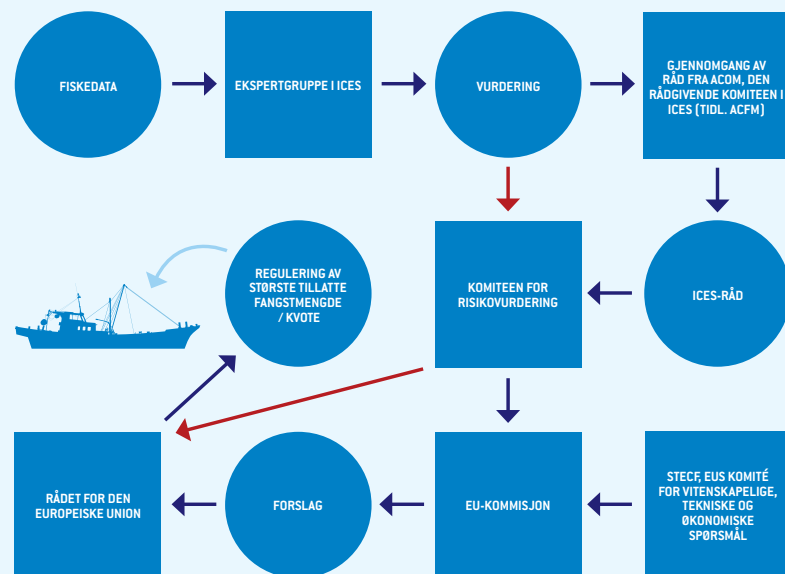 FISKEDATA
EKSPERTGRUPPE I ICES
VURDERING
GJENNOMGANG AV
RÅD FRA ACOM, DEN
RÅDGIVENDE KOMITEEN I
ICES (TIDL. ACFM)
REGULERING AV
STØRSTE TILLATTE
FANGSTMENGDE
/ KVOTE
KOMITEEN FOR
RISIKOVURDERING
ICES-RÅD
RÅDET FOR DEN
EUROPEISKE UNION
FORSLAG
EU-KOMMISJON
STECF, EUS KOMITÉ
FOR VITENSKAPELIGE,
TEKNISKE OG
ØKONOMISKE
SPØRSMÅL